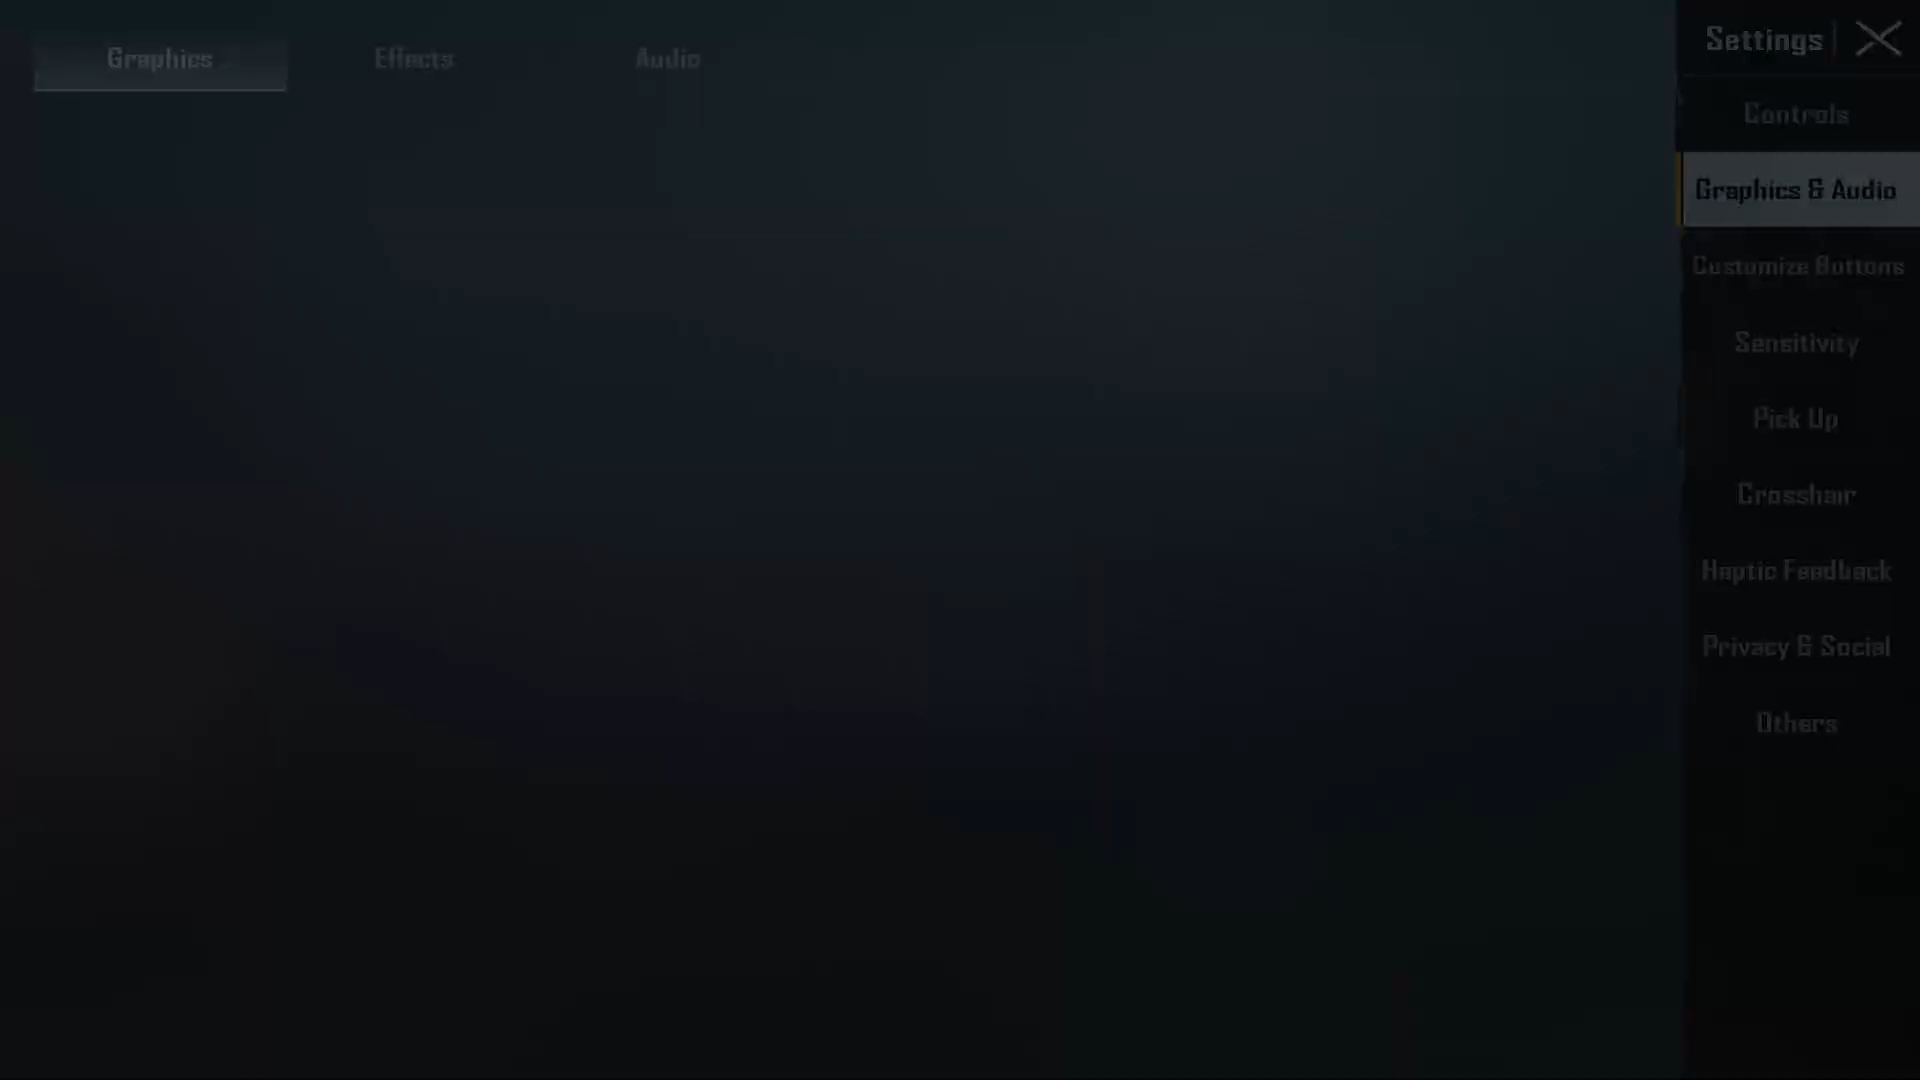 Graphics
Effects
Audio
Settings
Controls
Graphics & Audio
Customize Buttons
Sensitivity
Pick Up
Crosshair
Haptic Feedback
Privacy & Social
Others